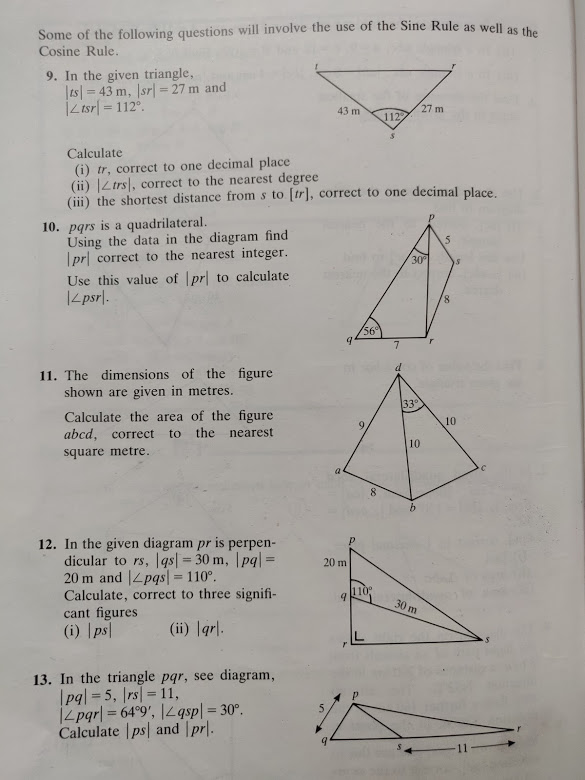 Some of the following questions will involve the use of the Sine Rule as well as the
Cosine Rule.
9. In the given triangle,
|ts| = 43 m, |sr| = 27 m and
|∠tsr| = 112°.
t
r
43 m
112°
27 m
s
Calculate
(i) tr, correct to one decimal place
(ii) |∠trs|, correct to the nearest degree
(iii) the shortest distance from s to [tr], correct to one decimal place.
10. pqrs is a quadrilateral.
Using the data in the diagram find
|pr| correct to the nearest integer.
Use this value of |pr| to calculate
|∠psr|.
p
5
30°
s
8
56°
q
7
r
11. The dimensions of the figure
shown are given in metres.
Calculate the area of the figure
abcd, correct to the nearest
square metre.
d
33°
9
10
10
a
c
8
b
12. In the given diagram pr is perpen-
dicular to rs, |qs| = 30 m, |pq| =
20 m and |∠pqs| = 110°.
Calculate, correct to three signifi-
cant figures
(i) |ps| (ii) |qr|.
p
20 m
110°
q
30 m
r
s
13. In the triangle pqr, see diagram,
|pq| = 5, |rs| = 11,
|∠pqr| = 64°9′, |∠qsp| = 30°.
Calculate |ps| and |pr|.
p
5
r
q
s
11